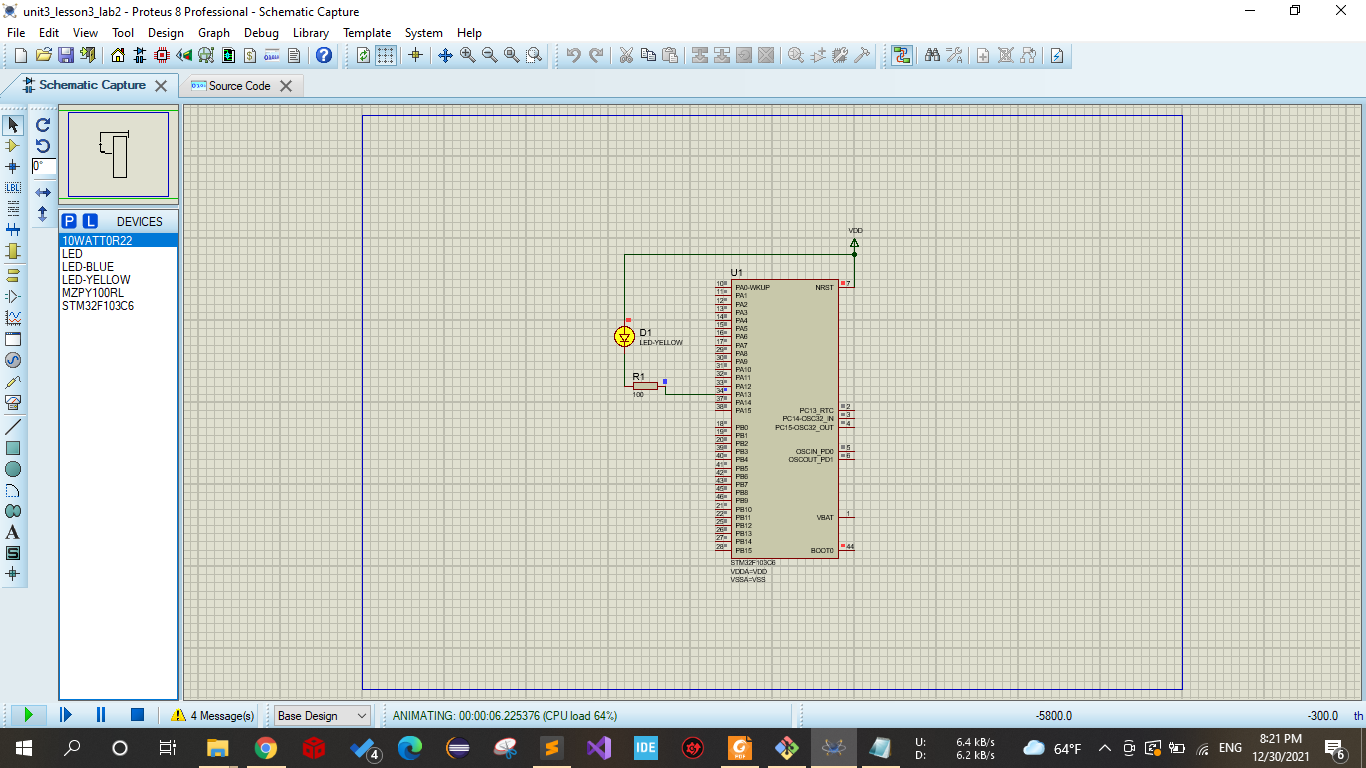 unit3_lesson3_lab2 - Proteus 8 Professional - Schematic Capture
File Edit View Tool Design Graph Debug Library Template System Help
Schematic Capture
Source Code
LBL
0°
P L DEVICES
10WATT0R22
LED
LED-BLUE
LED-YELLOW
MZPY100RL
STM32F103C6
A
S
VDD
U1
10 PA0-WKUP NRST 7
11 PA1
12 PA2
13 PA3
14 PA4
15 PA5
16 PA6
17 PA7
29 PA8
30 PA9
31 PA10
32 PA11
33 PA12
34 PA13
37 PA14
38 PA15
PC13_RTC 2
PC14-OSC32_IN 3
PC15-OSC32_OUT 4
18 PB0
19 PB1
20 PB2
39 PB3
40 PB4
41 PB5
42 PB6
43 PB7
45 PB8
46 PB9
21 PB10
22 PB11
25 PB12
26 PB13
27 PB14
28 PB15
OSCIN_PD0 5
OSCOUT_PD1 6
VBAT 1
BOOT0 44
STM32F103C6
VDDA=VDD
VSSA=VSS
D1
LED-YELLOW
R1
100
4 Message(s)
Base Design
ANIMATING: 00:00:06.225376 (CPU load 64%)
-5800.0
-300.0 th
4
IDE
PDF
U: 6.4 kB/s
D: 6.2 kB/s
64°F
ENG
8:21 PM
12/30/2021
6